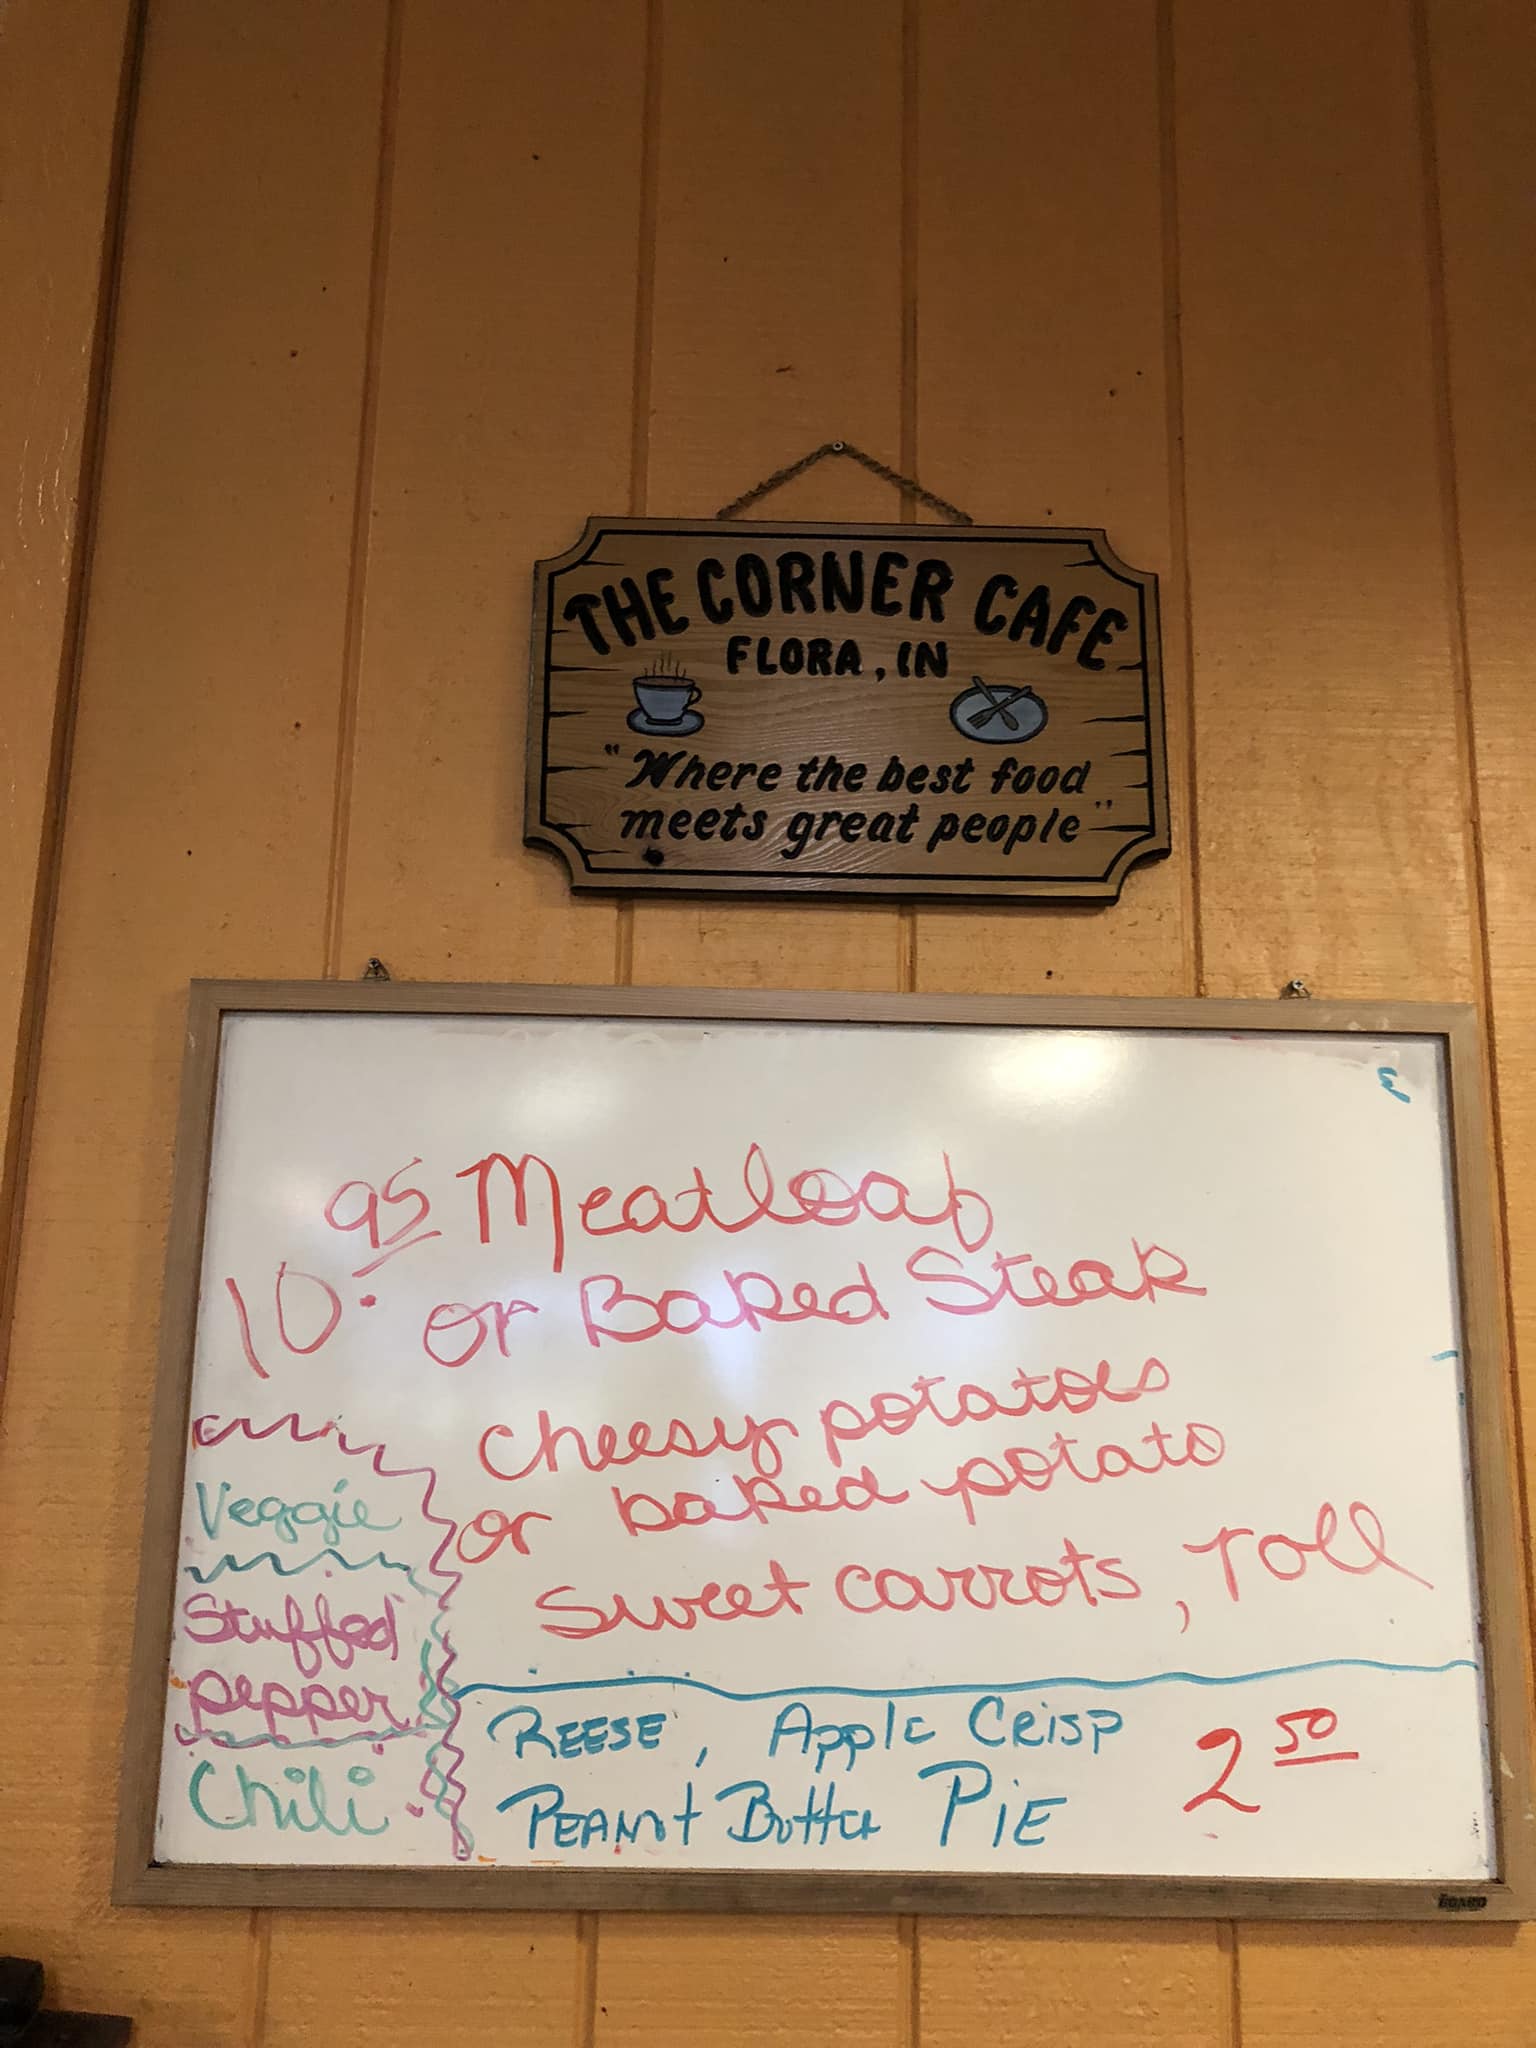 THE CORNER CAFE
FLORA, IN
"Where the best food
meets great people"
10.95 Meatloaf
or Baked Steak
cheesy potatoes
or baked potato
sweet carrots, roll
Veggie
Stuffed
pepper
Chili
REESE, Apple Crisp
PEANut Butter PIE
2 50